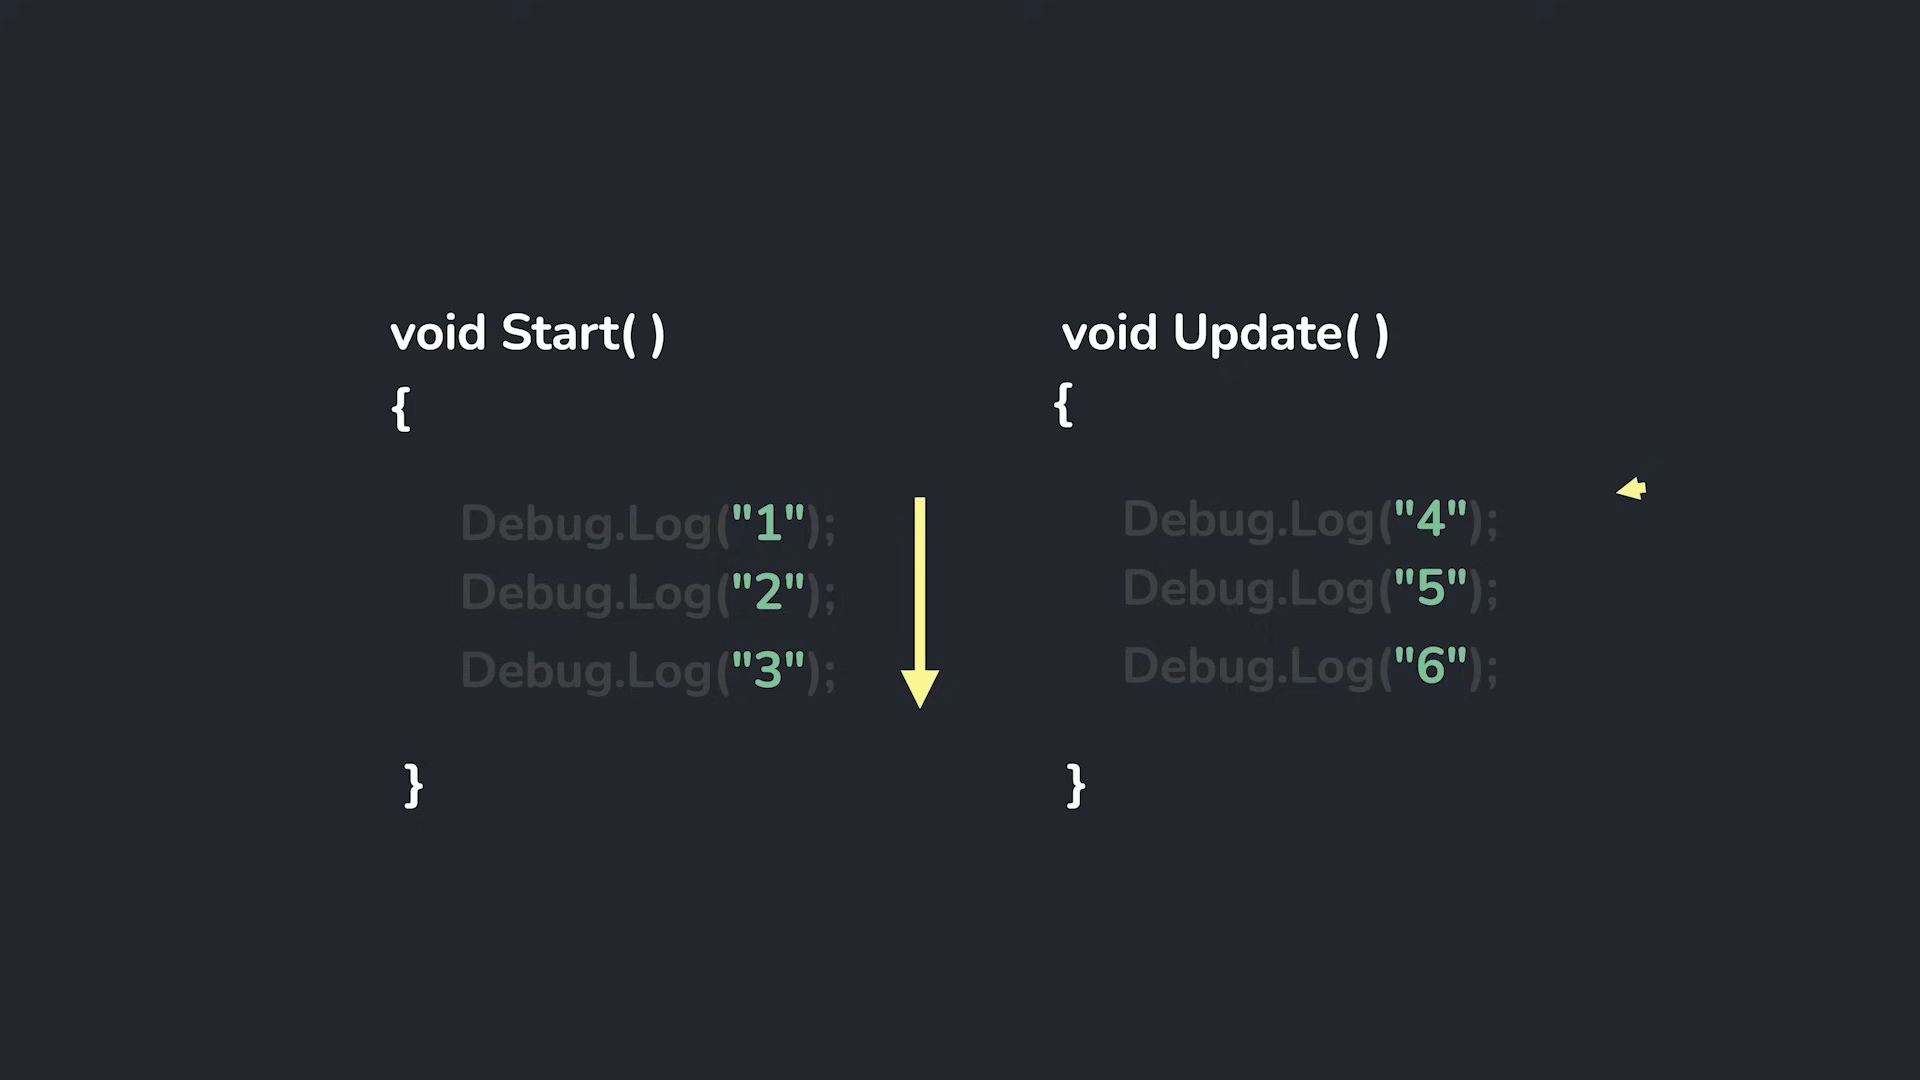 void Start( )
{
Debug.Log("1");
Debug.Log("2");
Debug.Log("3");
}
void Update( )
{
Debug.Log("4");
Debug.Log("5");
Debug.Log("6");
}